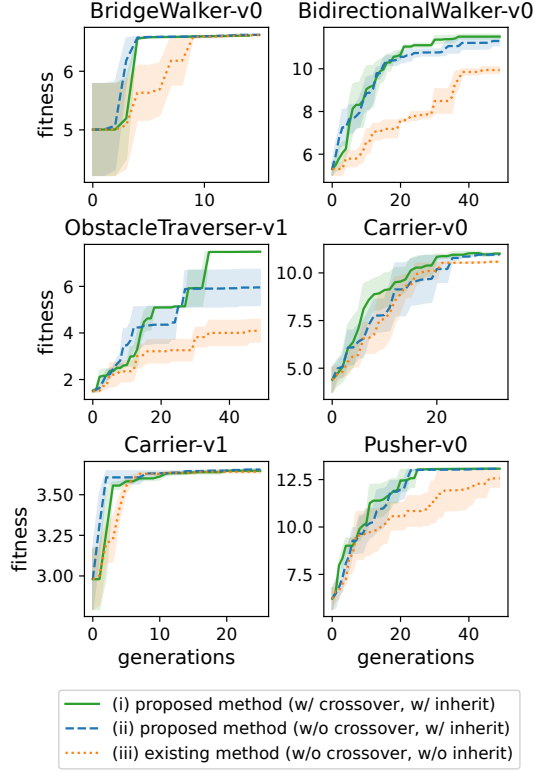 BridgeWalker-v0
BidirectionalWalker-v0
fitness
6
5
0
10
10
8
6
0
20
40
ObstacleTraverser-v1
Carrier-v0
fitness
6
4
2
0
20
40
10.0
7.5
5.0
0
20
Carrier-v1
Pusher-v0
fitness
3.50
3.25
3.00
0
10
20
generations
12.5
10.0
7.5
0
20
40
generations
(i) proposed method (w/ crossover, w/ inherit)
(ii) proposed method (w/o crossover, w/ inherit)
(iii) existing method (w/o crossover, w/o inherit)